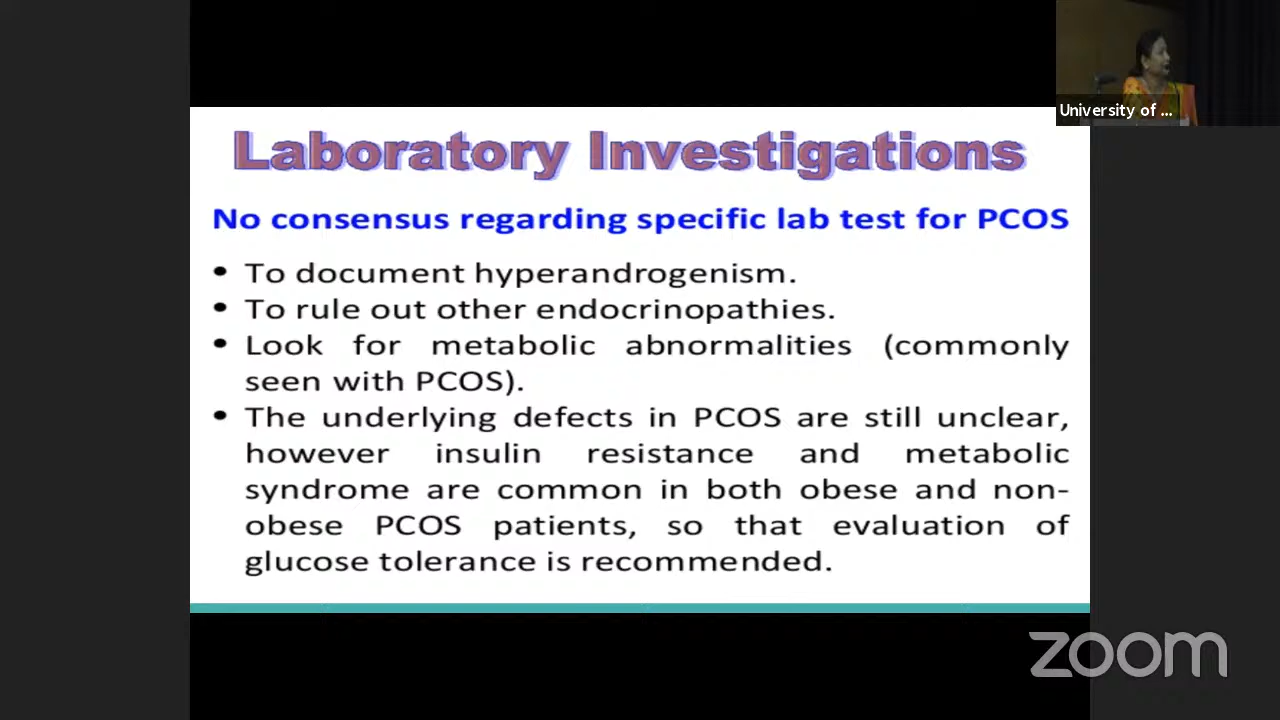 University of ...
Laboratory Investigations
No consensus regarding specific lab test for PCOS
• To document hyperandrogenism.
• To rule out other endocrinopathies.
• Look for metabolic abnormalities (commonly
seen with PCOS).
• The underlying defects in PCOS are still unclear,
however insulin resistance and metabolic
syndrome are common in both obese and non-
obese PCOS patients, so that evaluation of
glucose tolerance is recommended.
zoom